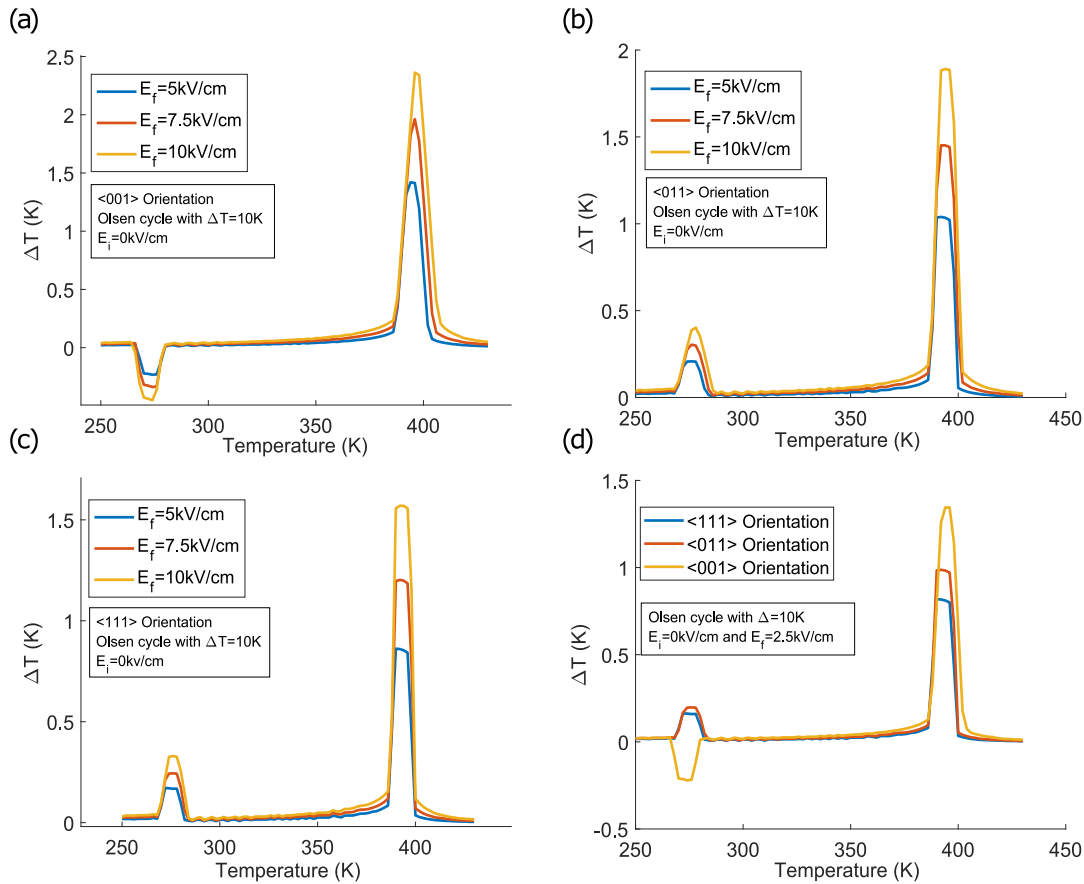 (a)
2.5
2
1.5
1
0.5
0
250
300
350
400
ΔT (K)
Temperature (K)
E_f=5kV/cm
E_f=7.5kV/cm
E_f=10kV/cm
<001> Orientation
Olsen cycle with ΔT=10K
E_i=0kV/cm
(b)
2
1.5
1
0.5
0
250
300
350
400
450
ΔT (K)
Temperature (K)
E_f=5kV/cm
E_f=7.5kV/cm
E_f=10kV/cm
<011> Orientation
Olsen cycle with ΔT=10K
E_i=0kV/cm
(c)
1.5
1
0.5
0
250
300
350
400
ΔT (K)
Temperature (K)
E_f=5kV/cm
E_f=7.5kV/cm
E_f=10kV/cm
<111> Orientation
Olsen cycle with ΔT=10K
E_i=0kv/cm
(d)
1.5
1
0.5
0
-0.5
250
300
350
400
450
ΔT (K)
Temperature (K)
<111> Orientation
<011> Orientation
<001> Orientation
Olsen cycle with Δ=10K
E_i=0kV/cm and E_f=2.5kV/cm